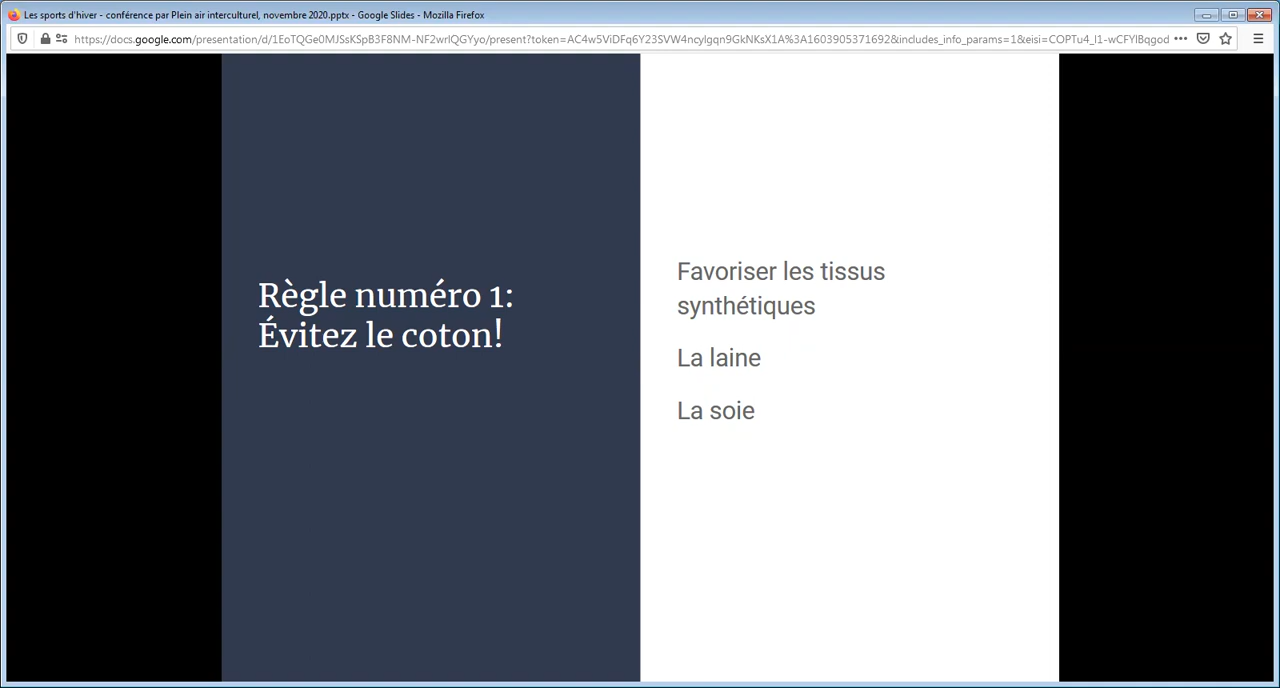 Les sports d'hiver - conférence par Plein air interculturel, novembre 2020.pptx - Google Slides - Mozilla Firefox
https://docs.google.com/presentation/d/1EoTQGe0MJSsKSpB3F8NM-NF2wrlQGYyo/present?token=AC4w5ViDFq6Y23SVW4ncylgqn9GkNKsX1A%3A1603905371692&includes_info_params=1&eisi=COPTu4_l1-wCFYlBqgod
Règle numéro 1:
Évitez le coton!
Favoriser les tissus
synthétiques
La laine
La soie